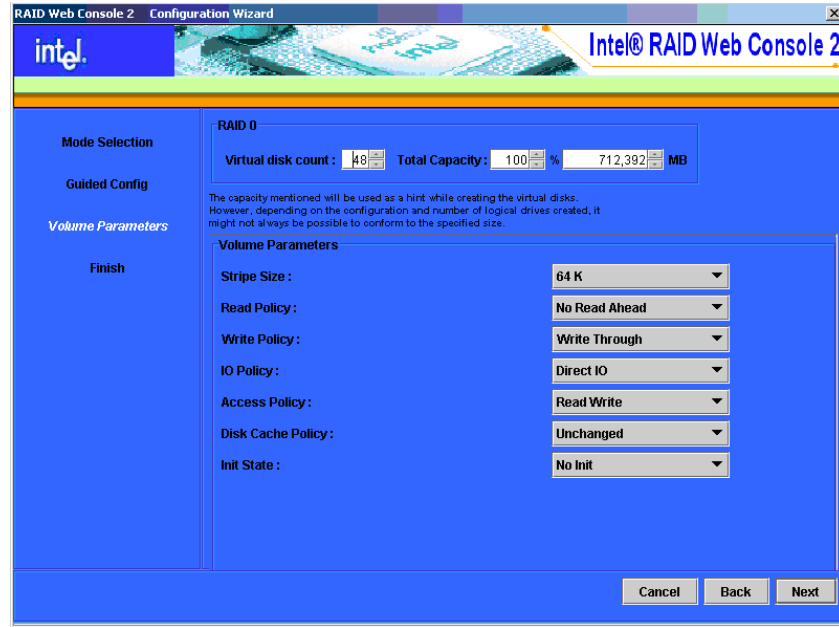 RAID Web Console 2 Configuration Wizard
intel.
Intel® RAID Web Console 2
Mode Selection
Guided Config
Volume Parameters
Finish
RAID 0
Virtual disk count : 48 Total Capacity : 100 % 712,392 MB
The capacity mentioned will be used as a hint while creating the virtual disks.
However, depending on the configuration and number of logical drives created, it
might not always be possible to conform to the specified size.
Volume Parameters
Stripe Size : 64 K
Read Policy : No Read Ahead
Write Policy : Write Through
IO Policy : Direct IO
Access Policy : Read Write
Disk Cache Policy : Unchanged
Init State : No Init
Cancel Back Next